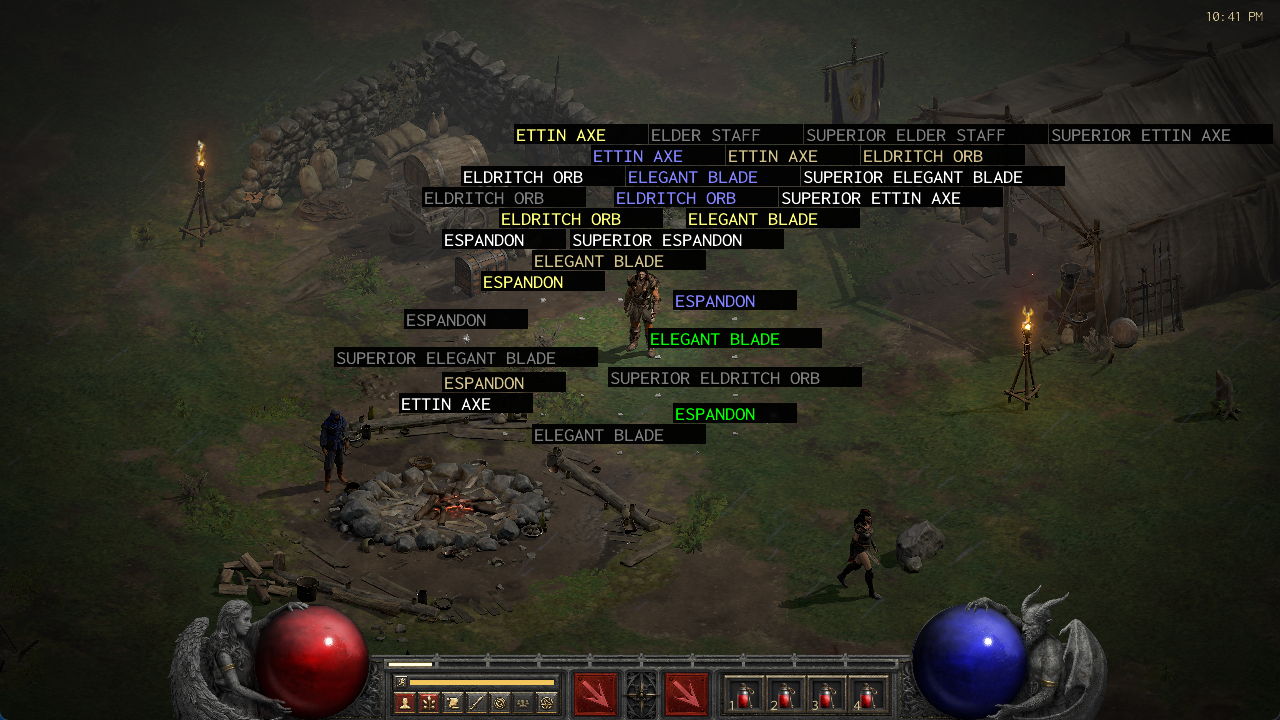 10:41 PM
ETTIN AXE ELDER STAFF SUPERIOR ELDER STAFF SUPERIOR ETTIN AXE
ETTIN AXE ETTIN AXE ELDRITCH ORB
ELDRITCH ORB ELEGANT BLADE SUPERIOR ELEGANT BLADE
ELDRITCH ORB ELDRITCH ORB SUPERIOR ETTIN AXE
ELDRITCH ORB ELEGANT BLADE
ESPANDON SUPERIOR ESPANDON
ELEGANT BLADE
ESPANDON
ESPANDON
ESPANDON
ELEGANT BLADE
SUPERIOR ELEGANT BLADE
SUPERIOR ELDRITCH ORB
ESPANDON
ETTIN AXE
ESPANDON
ELEGANT BLADE
1 2 3 4